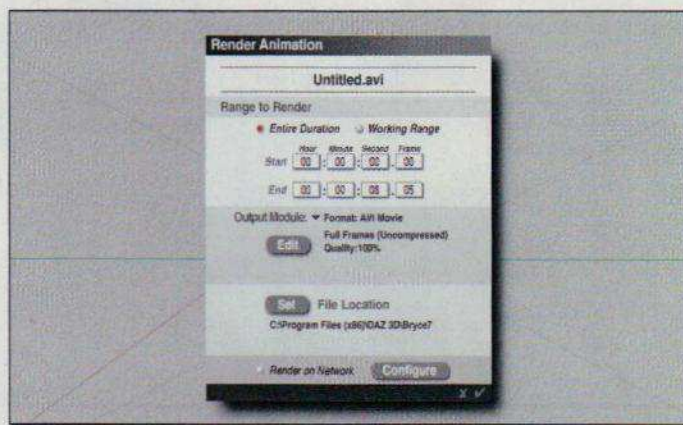 Render Animation
Untitled.avi
Range to Render
Entire Duration Working Range
Hour Minute Second Frame
Start 00 : 00 : 00 . 00
End 00 : 00 : 06 . 05
Output Module: Format: AVI Movie
Edit Full Frames (Uncompressed)
Quality:100%
Set File Location
C:\Program Files (x86)\DAZ 3D\Bryce7
Render on Network Configure